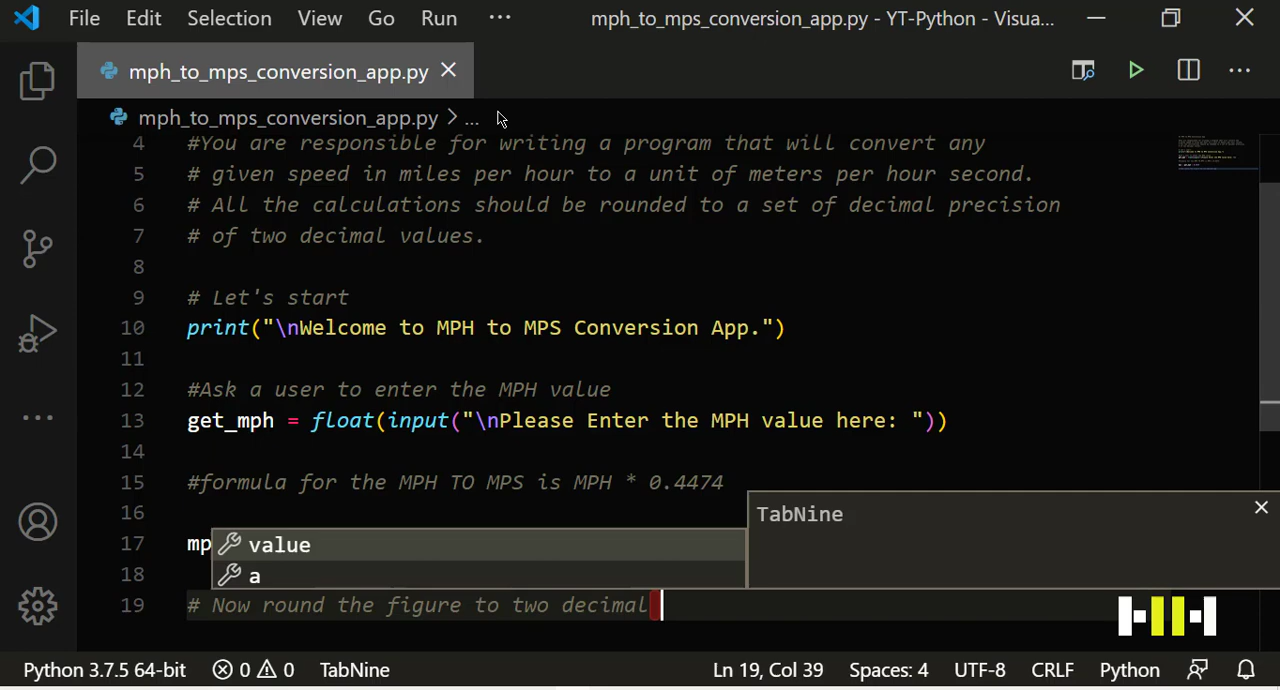 File Edit Selection View Go Run ··· mph_to_mps_conversion_app.py - YT-Python - Visua...
mph_to_mps_conversion_app.py
mph_to_mps_conversion_app.py > ...
4 #You are responsible for writing a program that will convert any
5 # given speed in miles per hour to a unit of meters per hour second.
6 # All the calculations should be rounded to a set of decimal precision
7 # of two decimal values.
8
9 # Let's start
10 print("\nWelcome to MPH to MPS Conversion App.")
11
12 #Ask a user to enter the MPH value
13 get_mph = float(input("\nPlease Enter the MPH value here: "))
14
15 #formula for the MPH TO MPS is MPH * 0.4474
16
TabNine
17 mp
value
18
a
19 # Now round the figure to two decimal
Python 3.7.5 64-bit 0 0 TabNine Ln 19, Col 39 Spaces: 4 UTF-8 CRLF Python